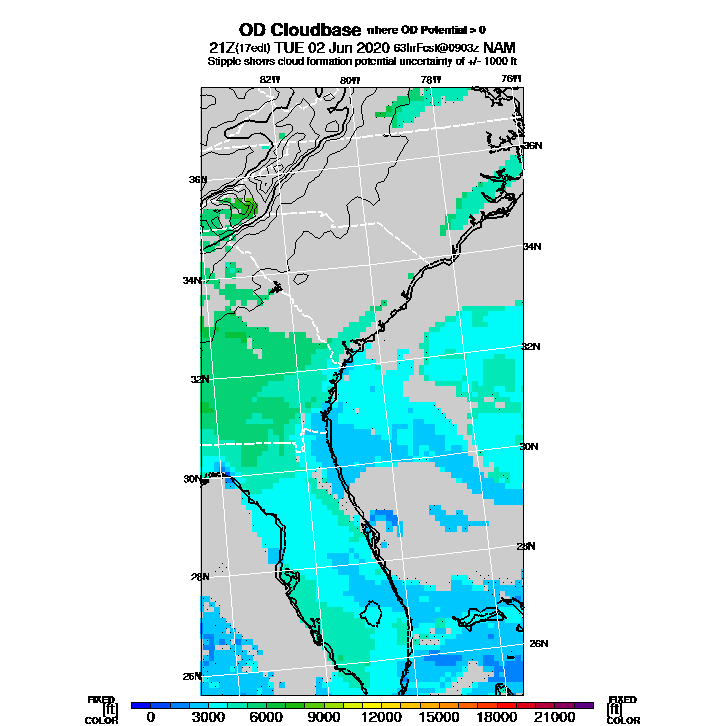 OD Cloudbase where OD Potential > 0
21Z(17edt) TUE 02 Jun 2020 63hrFcst@0903z NAM
Stipple shows cloud formation potential uncertainty of +/- 1000 ft
82W 80W 78W 76W
36N
36N
34N
34N
32N
32N
30N
30N
28N
28N
26N
26N
FIXED FIXED
[ft] [ft]
COLOR COLOR
0 3000 6000 9000 12000 15000 18000 21000